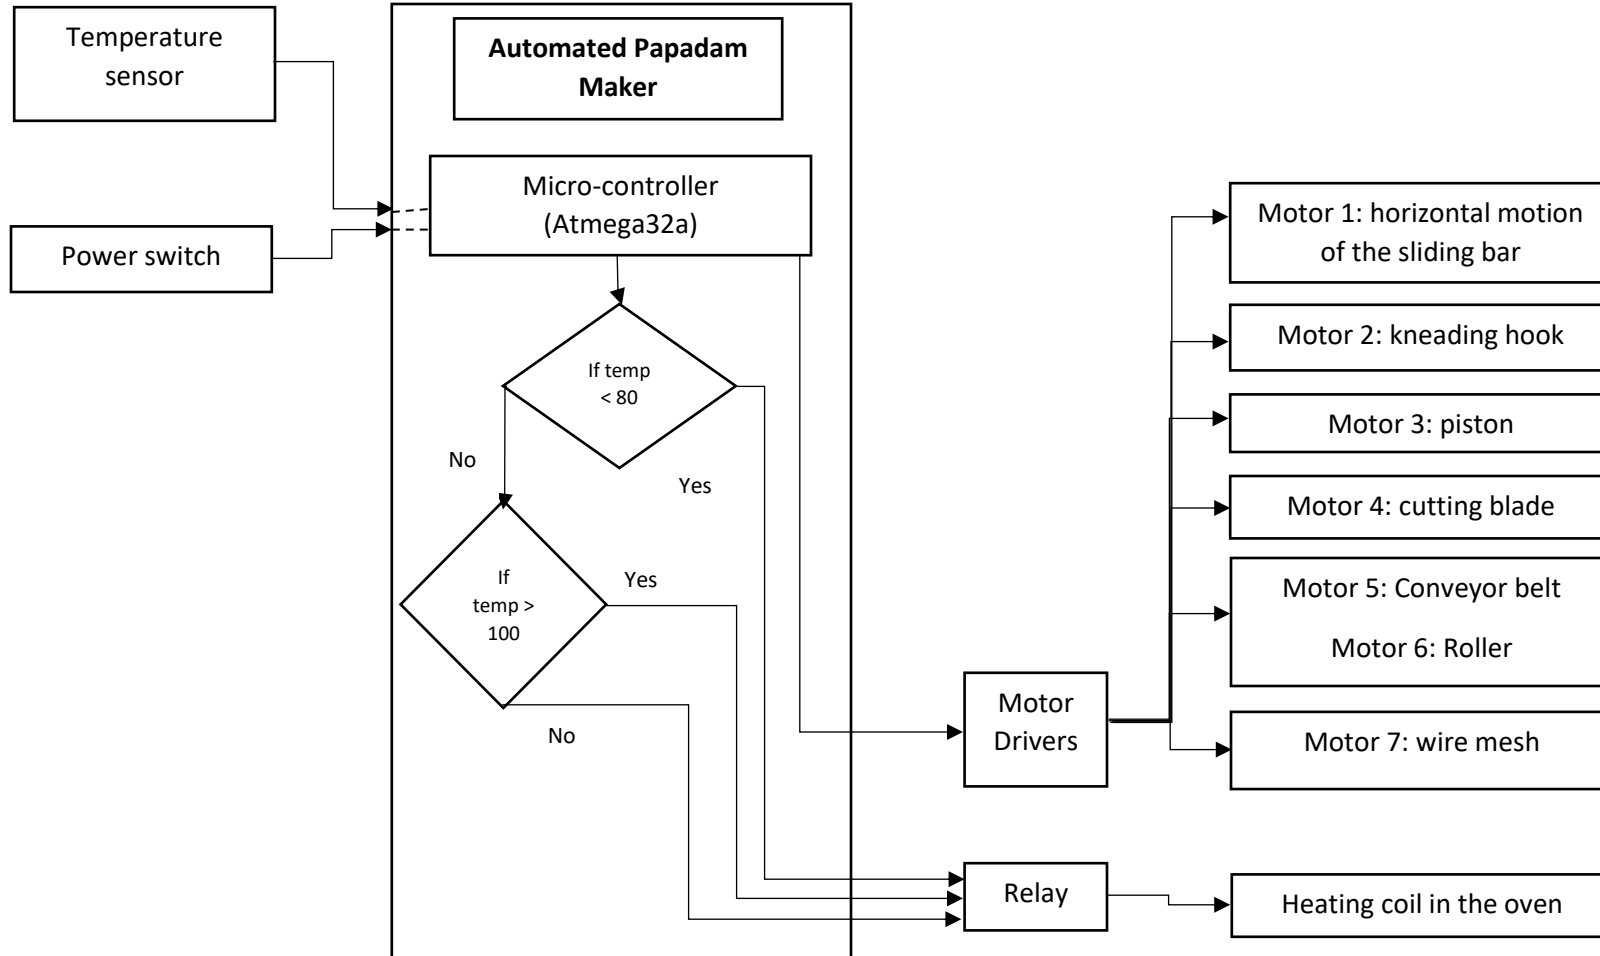 Temperature
sensor
Power switch
Automated Papadam
Maker
Micro-controller
(Atmega32a)
If temp
< 80
No
Yes
If
temp >
100
Yes
No
Motor
Drivers
Relay
Motor 1: horizontal motion
of the sliding bar
Motor 2: kneading hook
Motor 3: piston
Motor 4: cutting blade
Motor 5: Conveyor belt
Motor 6: Roller
Motor 7: wire mesh
Heating coil in the oven